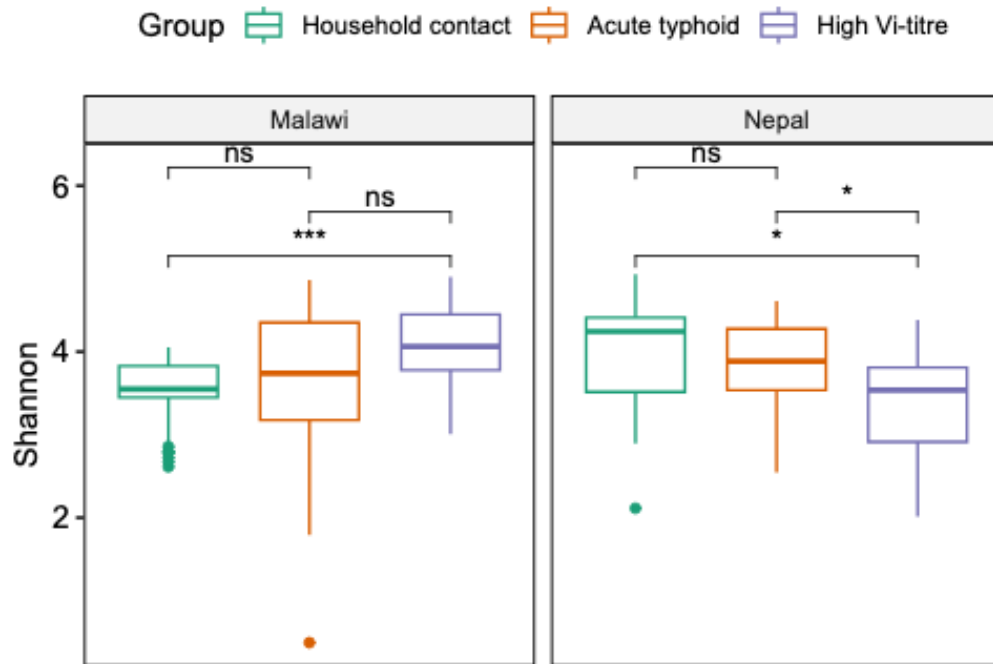 Group Household contact Acute typhoid High Vi-titre
Malawi
Nepal
Shannon
6
4
2
ns
ns
***
ns
*
*